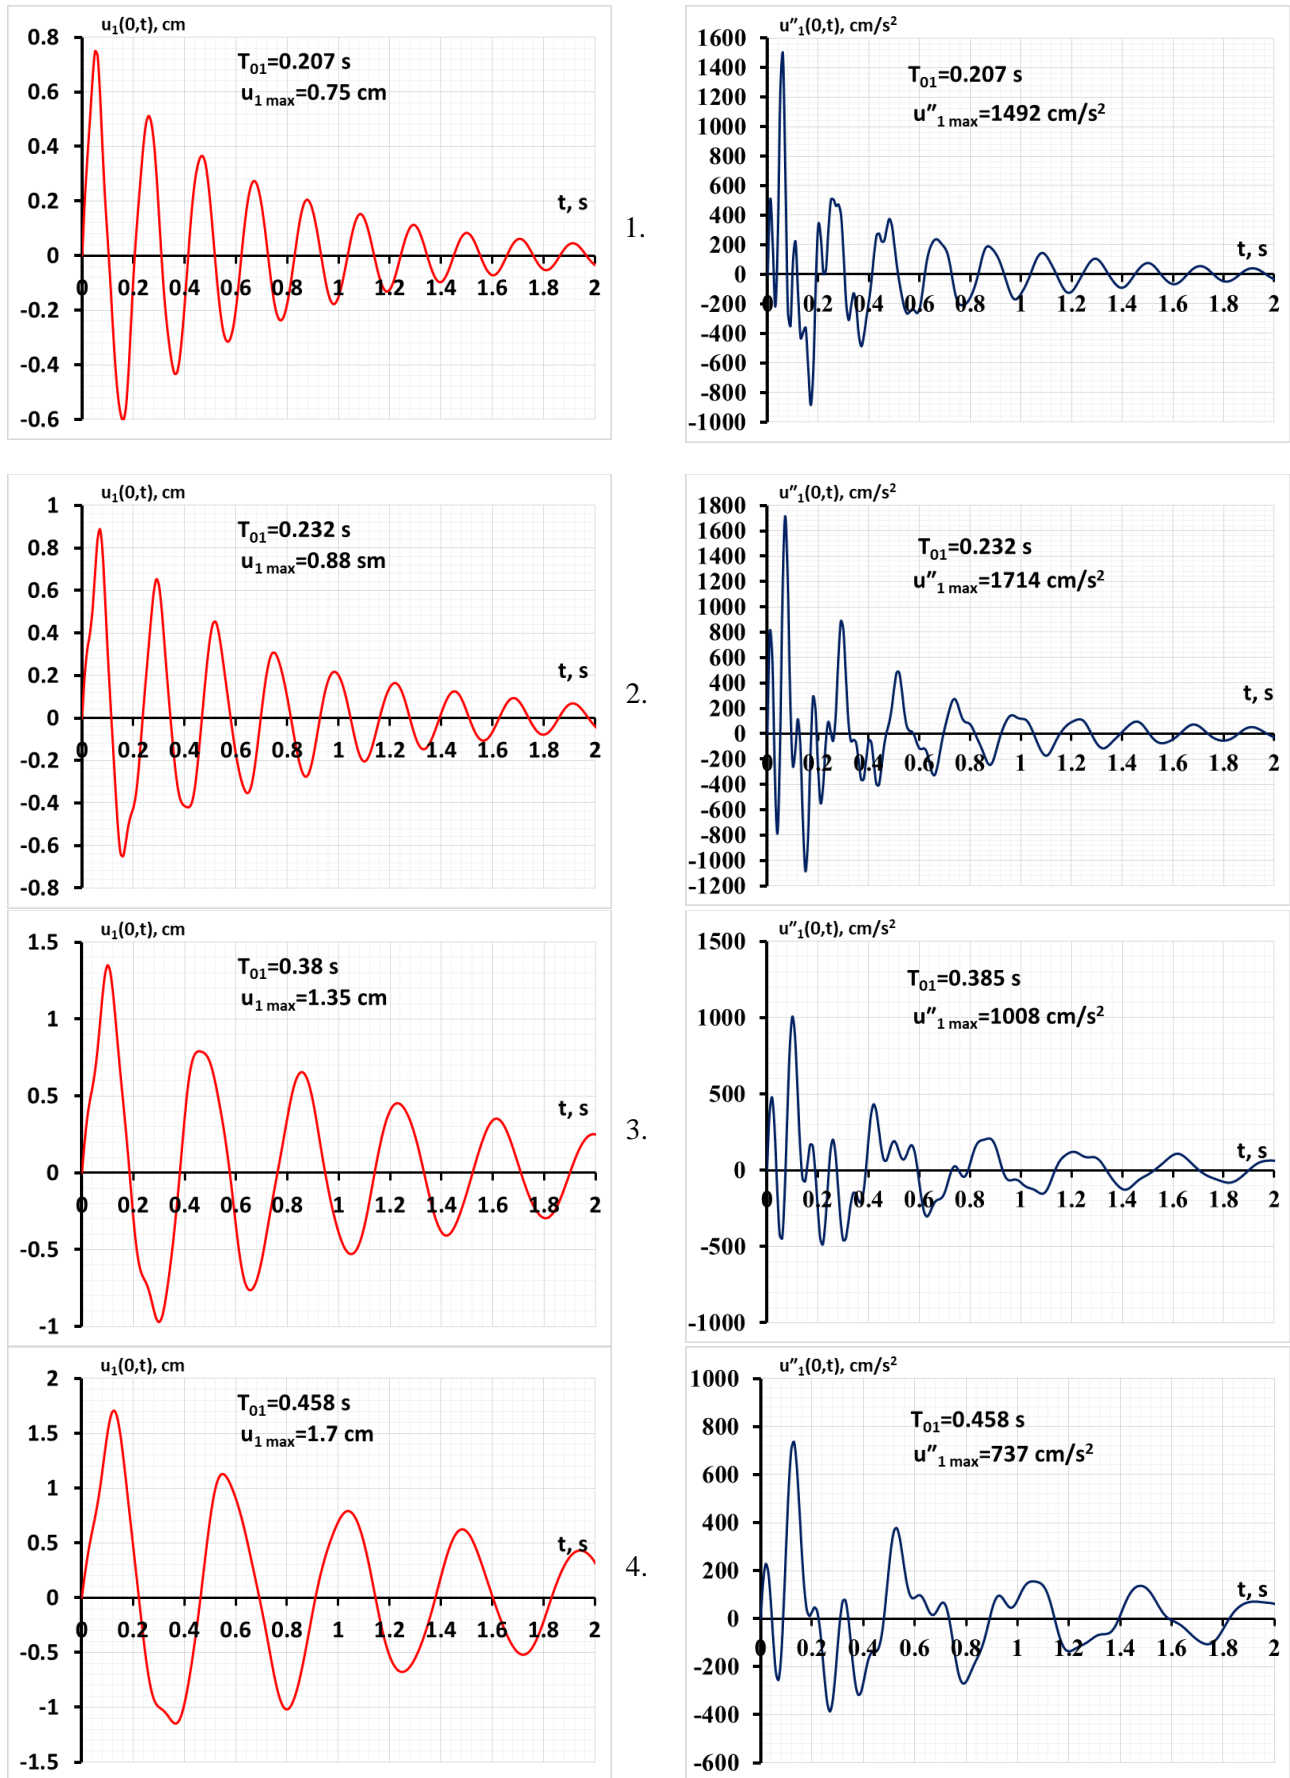 u₁(0,t), cm
T₀₁=0.207 s
u₁ max=0.75 cm
t, s
0.8
0.6
0.4
0.2
0
-0.2
-0.4
-0.6
0 0.2 0.4 0.6 0.8 1 1.2 1.4 1.6 1.8 2
1.
u″₁(0,t), cm/s²
T₀₁=0.207 s
u″₁ max=1492 cm/s²
t, s
1600
1400
1200
1000
800
600
400
200
0
-200
-400
-600
-800
-1000
0 0.2 0.4 0.6 0.8 1 1.2 1.4 1.6 1.8 2
u₁(0,t), cm
T₀₁=0.232 s
u₁ max=0.88 sm
t, s
1
0.8
0.6
0.4
0.2
0
-0.2
-0.4
-0.6
-0.8
0 0.2 0.4 0.6 0.8 1 1.2 1.4 1.6 1.8 2
2.
u″₁(0,t), cm/s²
T₀₁=0.232 s
u″₁ max=1714 cm/s²
t, s
1800
1600
1400
1200
1000
800
600
400
200
0
-200
-400
-600
-800
-1000
-1200
0 0.2 0.4 0.6 0.8 1 1.2 1.4 1.6 1.8 2
u₁(0,t), cm
T₀₁=0.38 s
u₁ max=1.35 cm
t, s
1.5
1
0.5
0
-0.5
-1
0 0.2 0.4 0.6 0.8 1 1.2 1.4 1.6 1.8 2
3.
u″₁(0,t), cm/s²
T₀₁=0.385 s
u″₁ max=1008 cm/s²
t, s
1500
1000
500
0
-500
-1000
0 0.2 0.4 0.6 0.8 1 1.2 1.4 1.6 1.8 2
u₁(0,t), cm
T₀₁=0.458 s
u₁ max=1.7 cm
t, s
2
1.5
1
0.5
0
-0.5
-1
-1.5
0 0.2 0.4 0.6 0.8 1 1.2 1.4 1.6 1.8 2
4.
u″₁(0,t), cm/s²
T₀₁=0.458 s
u″₁ max=737 cm/s²
t, s
1000
800
600
400
200
0
-200
-400
-600
0 0.2 0.4 0.6 0.8 1 1.2 1.4 1.6 1.8 2